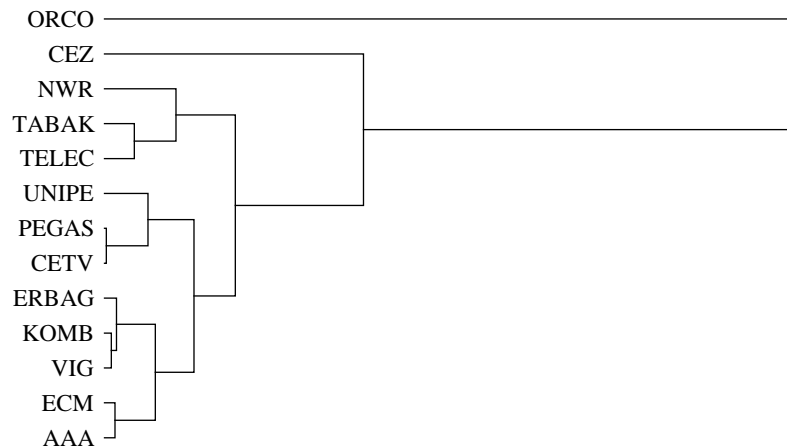 ORCO
CEZ
NWR
TABAK
TELEC
UNIPE
PEGAS
CETV
ERBAG
KOMB
VIG
ECM
AAA